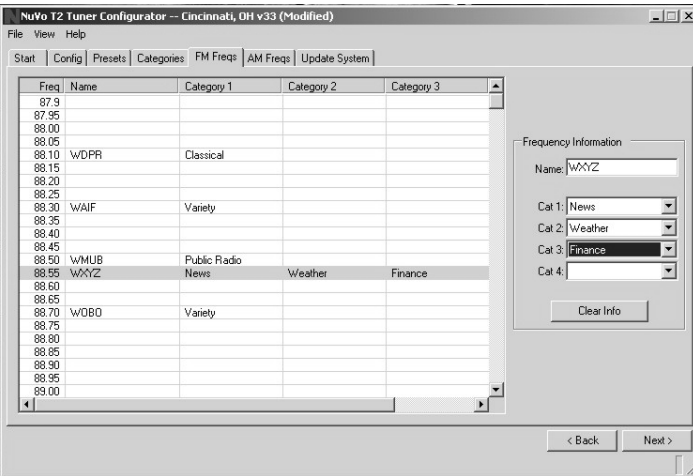 NuVo T2 Tuner Configurator -- Cincinnati, OH v33 (Modified)
File View Help
Start Config Presets Categories FM Freqs AM Freqs Update System
Freq Name Category 1 Category 2 Category 3
87.9
87.95
88.00
88.05
88.10 WDPR Classical
88.15
88.20
88.25
88.30 WAIF Variety
88.35
88.40
88.45
88.50 WMUB Public Radio
88.55 WXYZ News Weather Finance
88.60
88.65
88.70 WOBO Variety
88.75
88.80
88.85
88.90
88.95
89.00
Frequency Information
Name: WXYZ
Cat 1: News
Cat 2: Weather
Cat 3: Finance
Cat 4:
Clear Info
< Back Next >